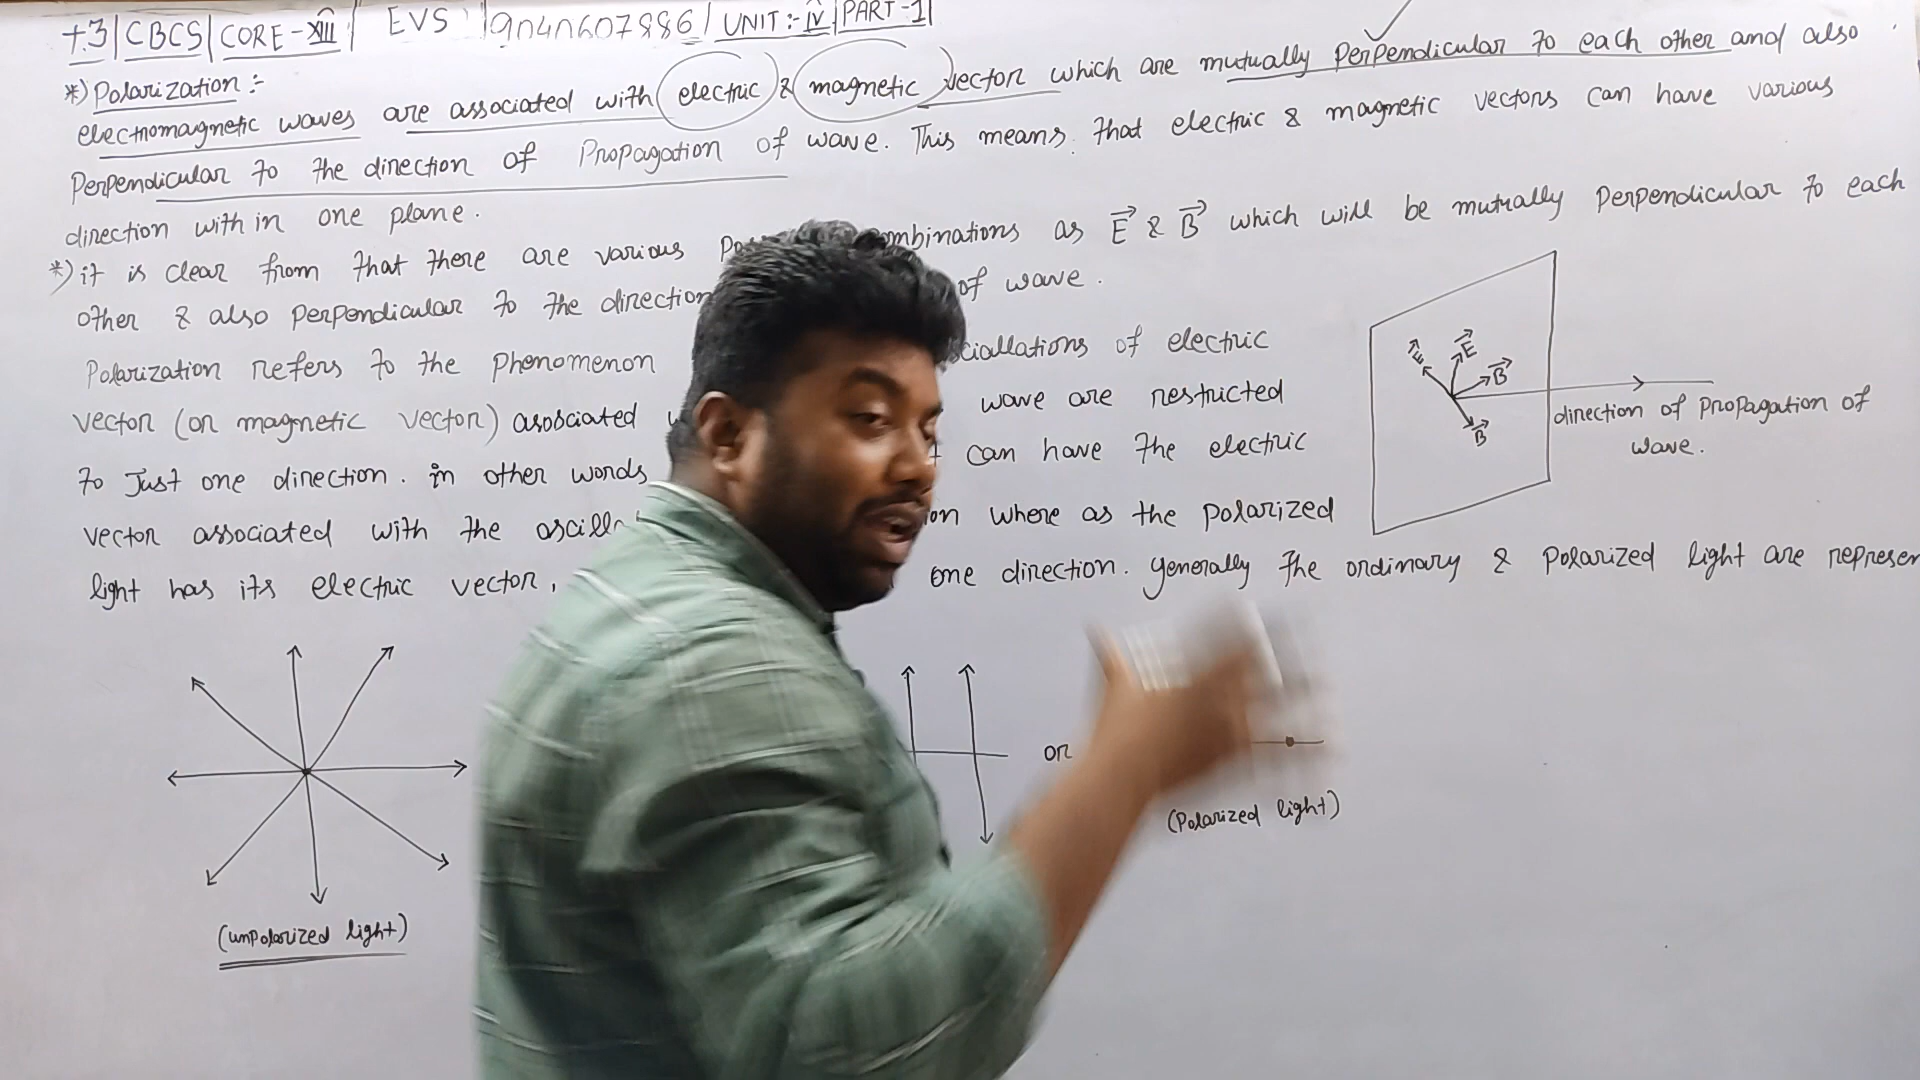 +3|CBCS|CORE-XIII| EVS |9040607886| UNIT:-IV|PART-1|
*) Polarization:-
electromagnetic waves are associated with electric & magnetic vector which are mutually Perpendicular to each other and also
Perpendicular to the direction of Propagation of wave. This means that electric & magnetic vectors can have various
direction with in one plane.
*) it is clear from that there are various combinations as E⃗ & B⃗ which will be mutually Perpendicular to each
other & also perpendicular to the direction of wave.
Polarization refers to the Phenomenon of electric
vector (or magnetic vector) wave are restricted
to Just one direction. in other words can have the electric
vector associated with the where as the polarized
light has its electric vector, one direction. generally the ordinary & Polarized light are represen
E⃗ E⃗ B⃗
B⃗
direction of Propagation of
wave.
or
(Polarized light)
(unpolarized light)